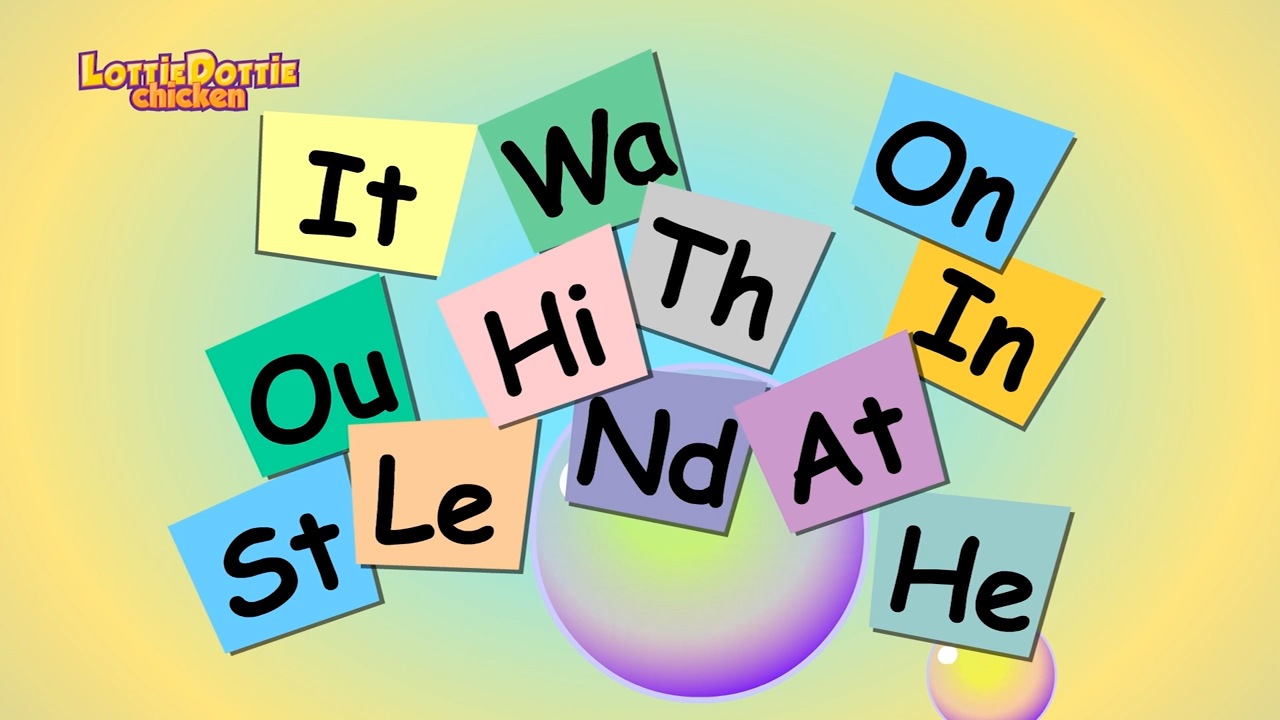 LottieDottie
chicken
It
Wa
On
Th
Hi
In
Ou
Nd
At
Le
St
He